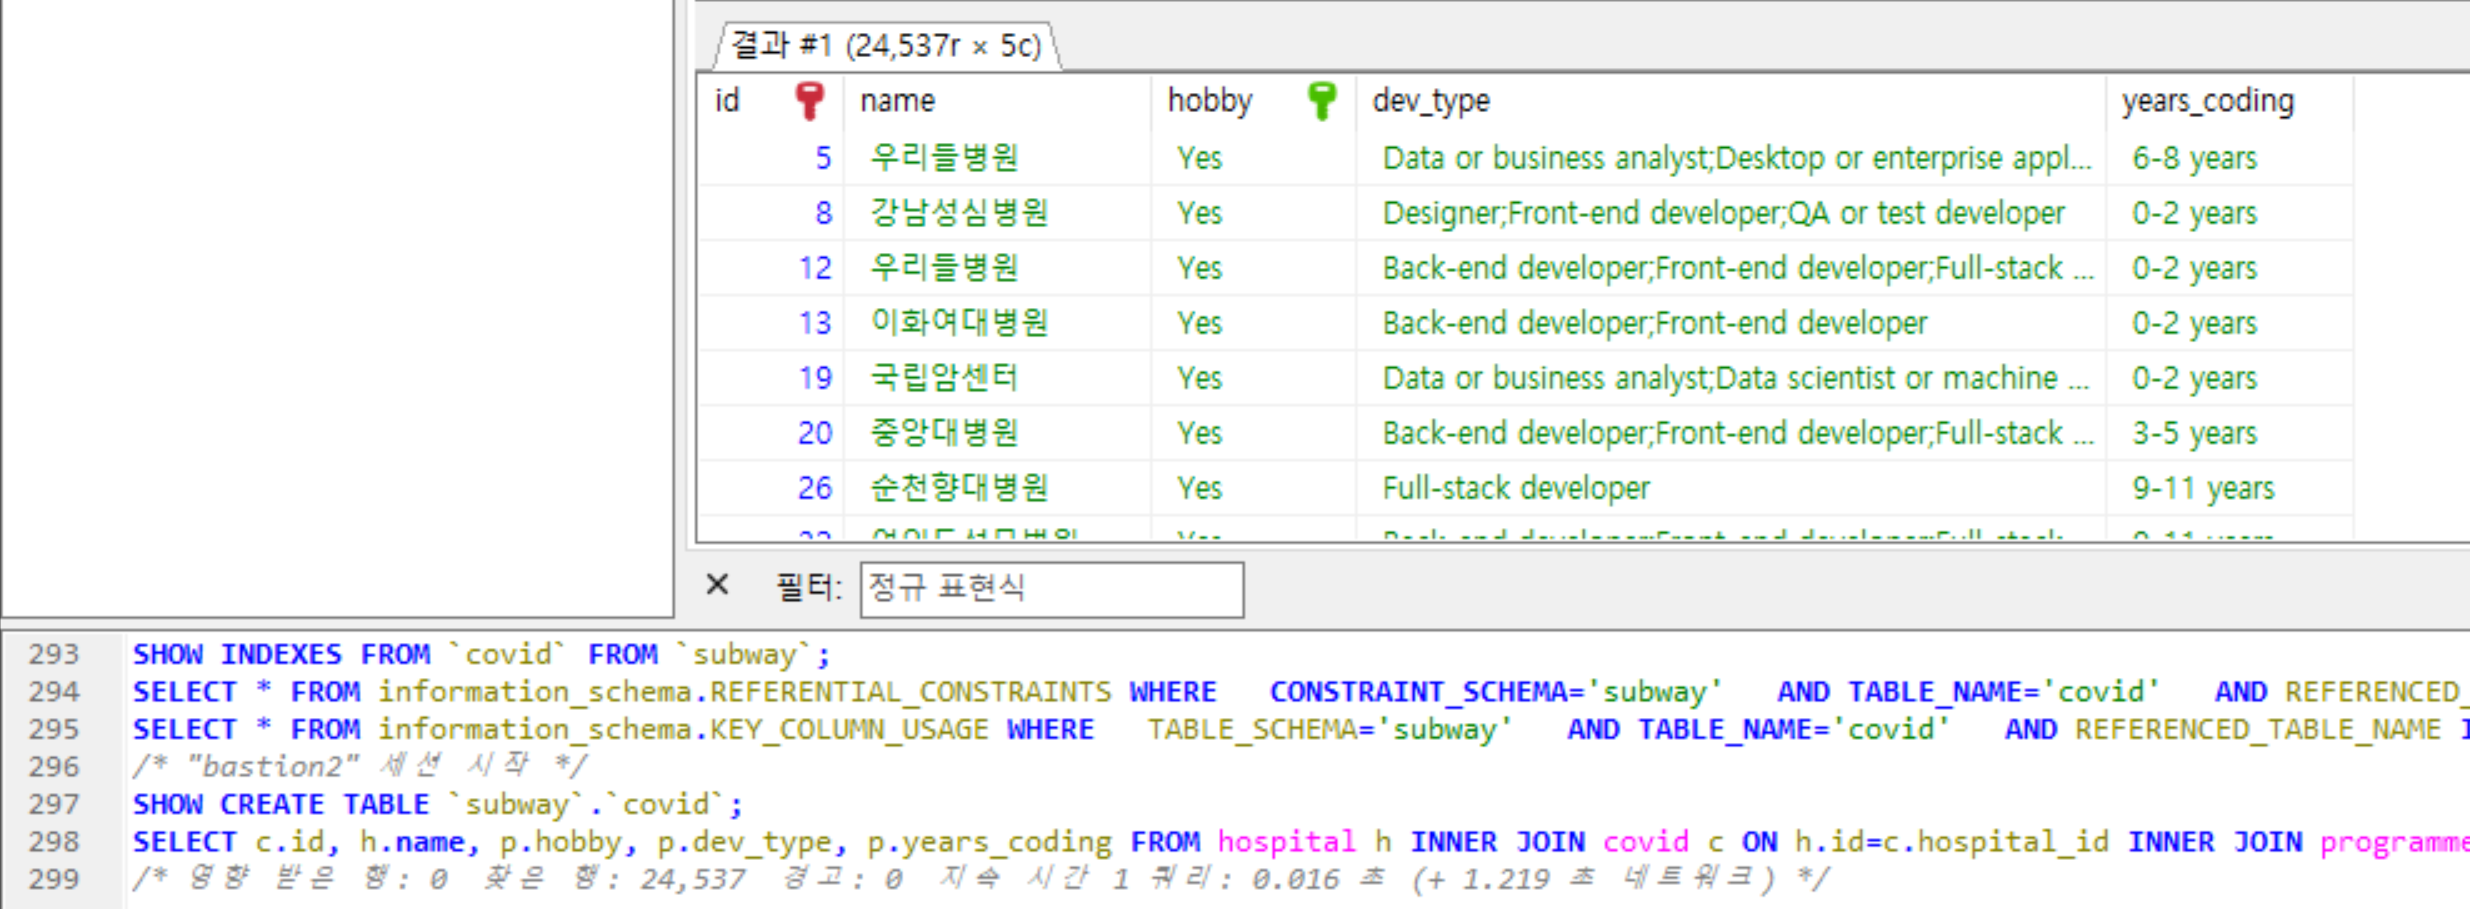 결과 #1 (24,537r × 5c)
id name hobby dev_type years_coding
5 우리들병원 Yes Data or business analyst;Desktop or enterprise appl... 6-8 years
8 강남성심병원 Yes Designer;Front-end developer;QA or test developer 0-2 years
12 우리들병원 Yes Back-end developer;Front-end developer;Full-stack ... 0-2 years
13 이화여대병원 Yes Back-end developer;Front-end developer 0-2 years
19 국립암센터 Yes Data or business analyst;Data scientist or machine ... 0-2 years
20 중앙대병원 Yes Back-end developer;Front-end developer;Full-stack ... 3-5 years
26 순천향대병원 Yes Full-stack developer 9-11 years
필터: 정규 표현식
293 SHOW INDEXES FROM `covid` FROM `subway`;
294 SELECT * FROM information_schema.REFERENTIAL_CONSTRAINTS WHERE CONSTRAINT_SCHEMA='subway' AND TABLE_NAME='covid' AND REFERENCED_
295 SELECT * FROM information_schema.KEY_COLUMN_USAGE WHERE TABLE_SCHEMA='subway' AND TABLE_NAME='covid' AND REFERENCED_TABLE_NAME
296 /* "bastion2" 세션 시작 */
297 SHOW CREATE TABLE `subway`.`covid`;
298 SELECT c.id, h.name, p.hobby, p.dev_type, p.years_coding FROM hospital h INNER JOIN covid c ON h.id=c.hospital_id INNER JOIN programme
299 /* 영향 받은 행: 0 찾은 행: 24,537 경고: 0 지속 시간 1 쿼리: 0.016 초 (+ 1.219 초 네트워크) */